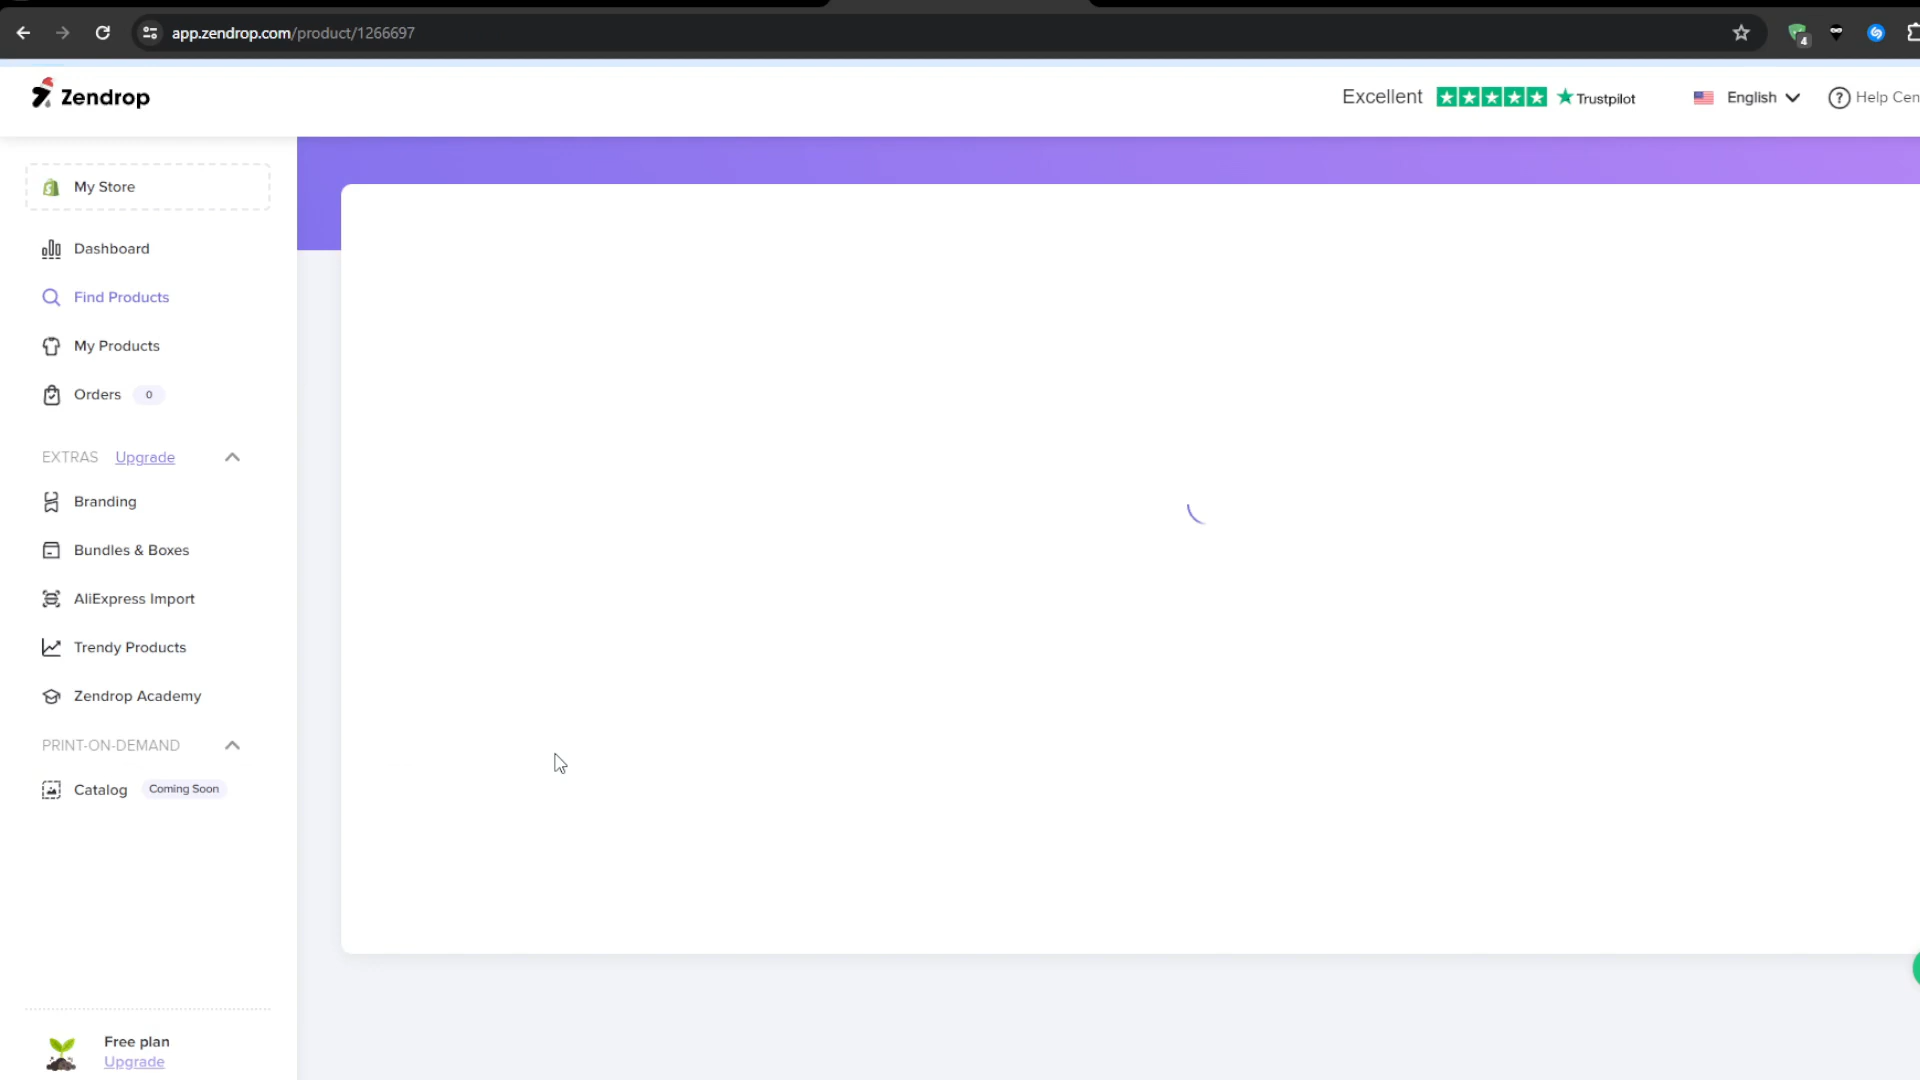 app.zendrop.com/product/1266697
4
Zendrop
Excellent
Trustpilot
English
? Help Cen
My Store
Dashboard
Find Products
My Products
Orders 0
EXTRAS Upgrade
Branding
Bundles & Boxes
AliExpress Import
Trendy Products
Zendrop Academy
PRINT-ON-DEMAND
Catalog Coming Soon
Free plan
Upgrade